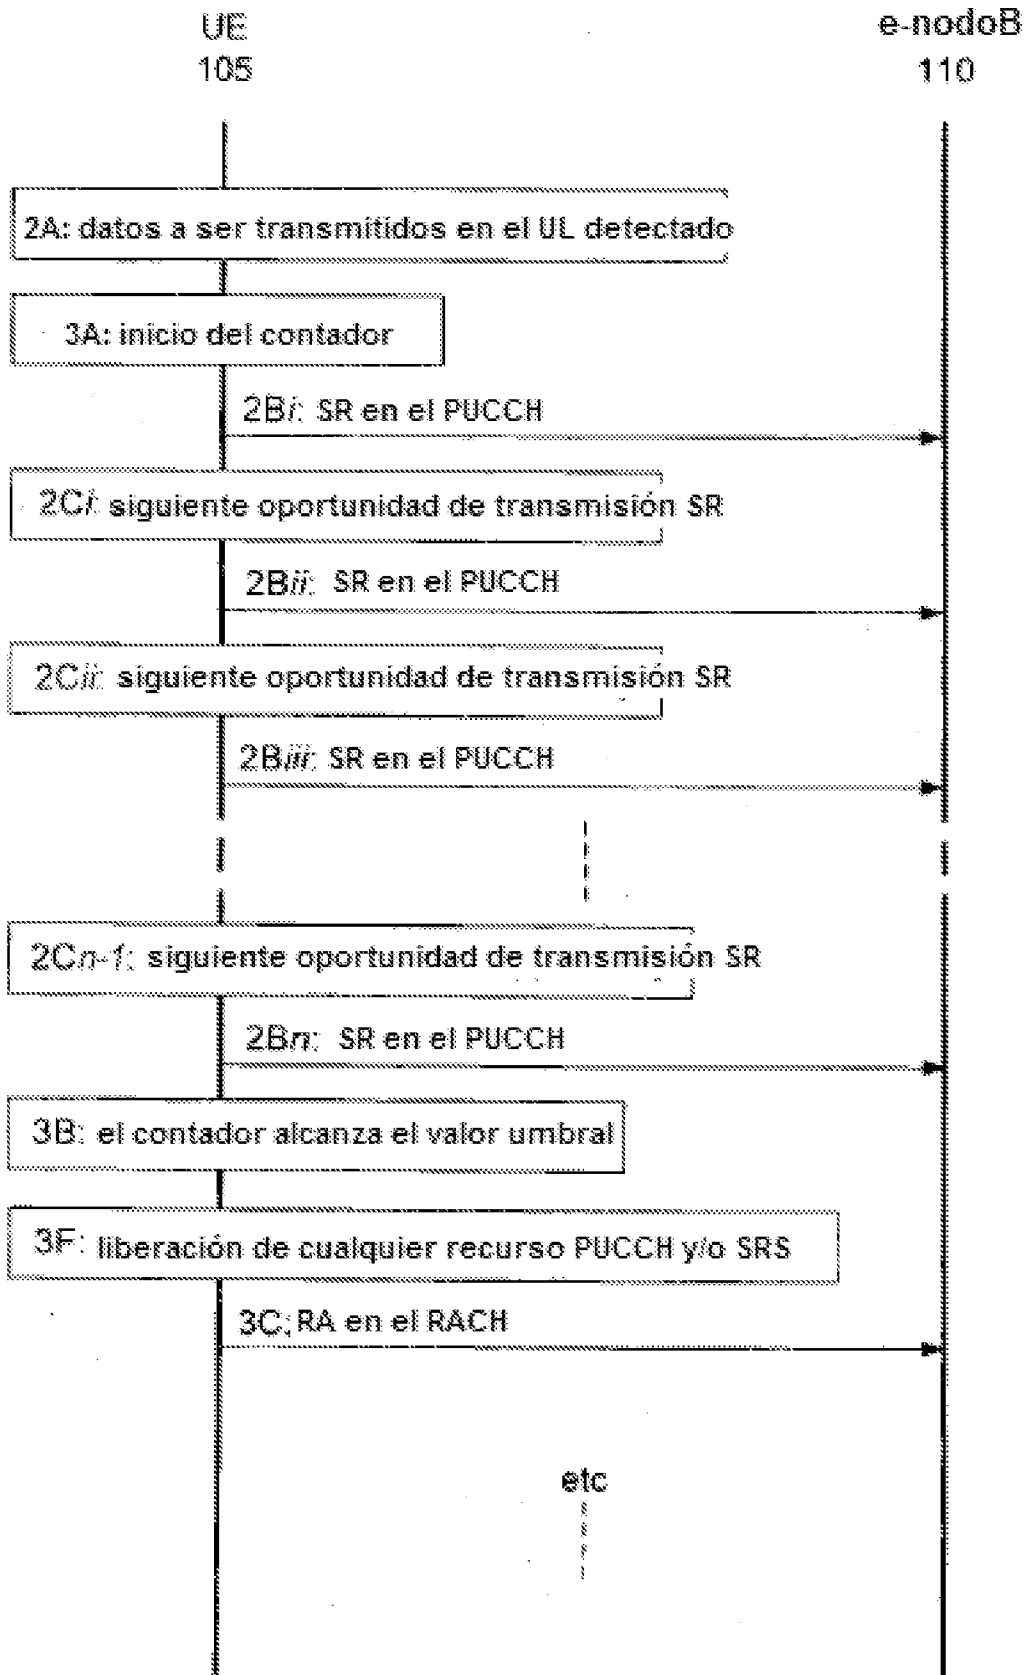 UE
105
e-nodoB
110
2A: datos a ser transmitidos en el UL detectado
3A: inicio del contador
2Bi: SR en el PUCCH
2Ci: siguiente oportunidad de transmisión SR
2Bii: SR en el PUCCH
2Cii: siguiente oportunidad de transmisión SR
2Biii: SR en el PUCCH
2Cn-1: siguiente oportunidad de transmisión SR
2Bn: SR en el PUCCH
3B: el contador alcanza el valor umbral
3F: liberación de cualquier recurso PUCCH y/o SRS
3C: RA en el RACH
etc